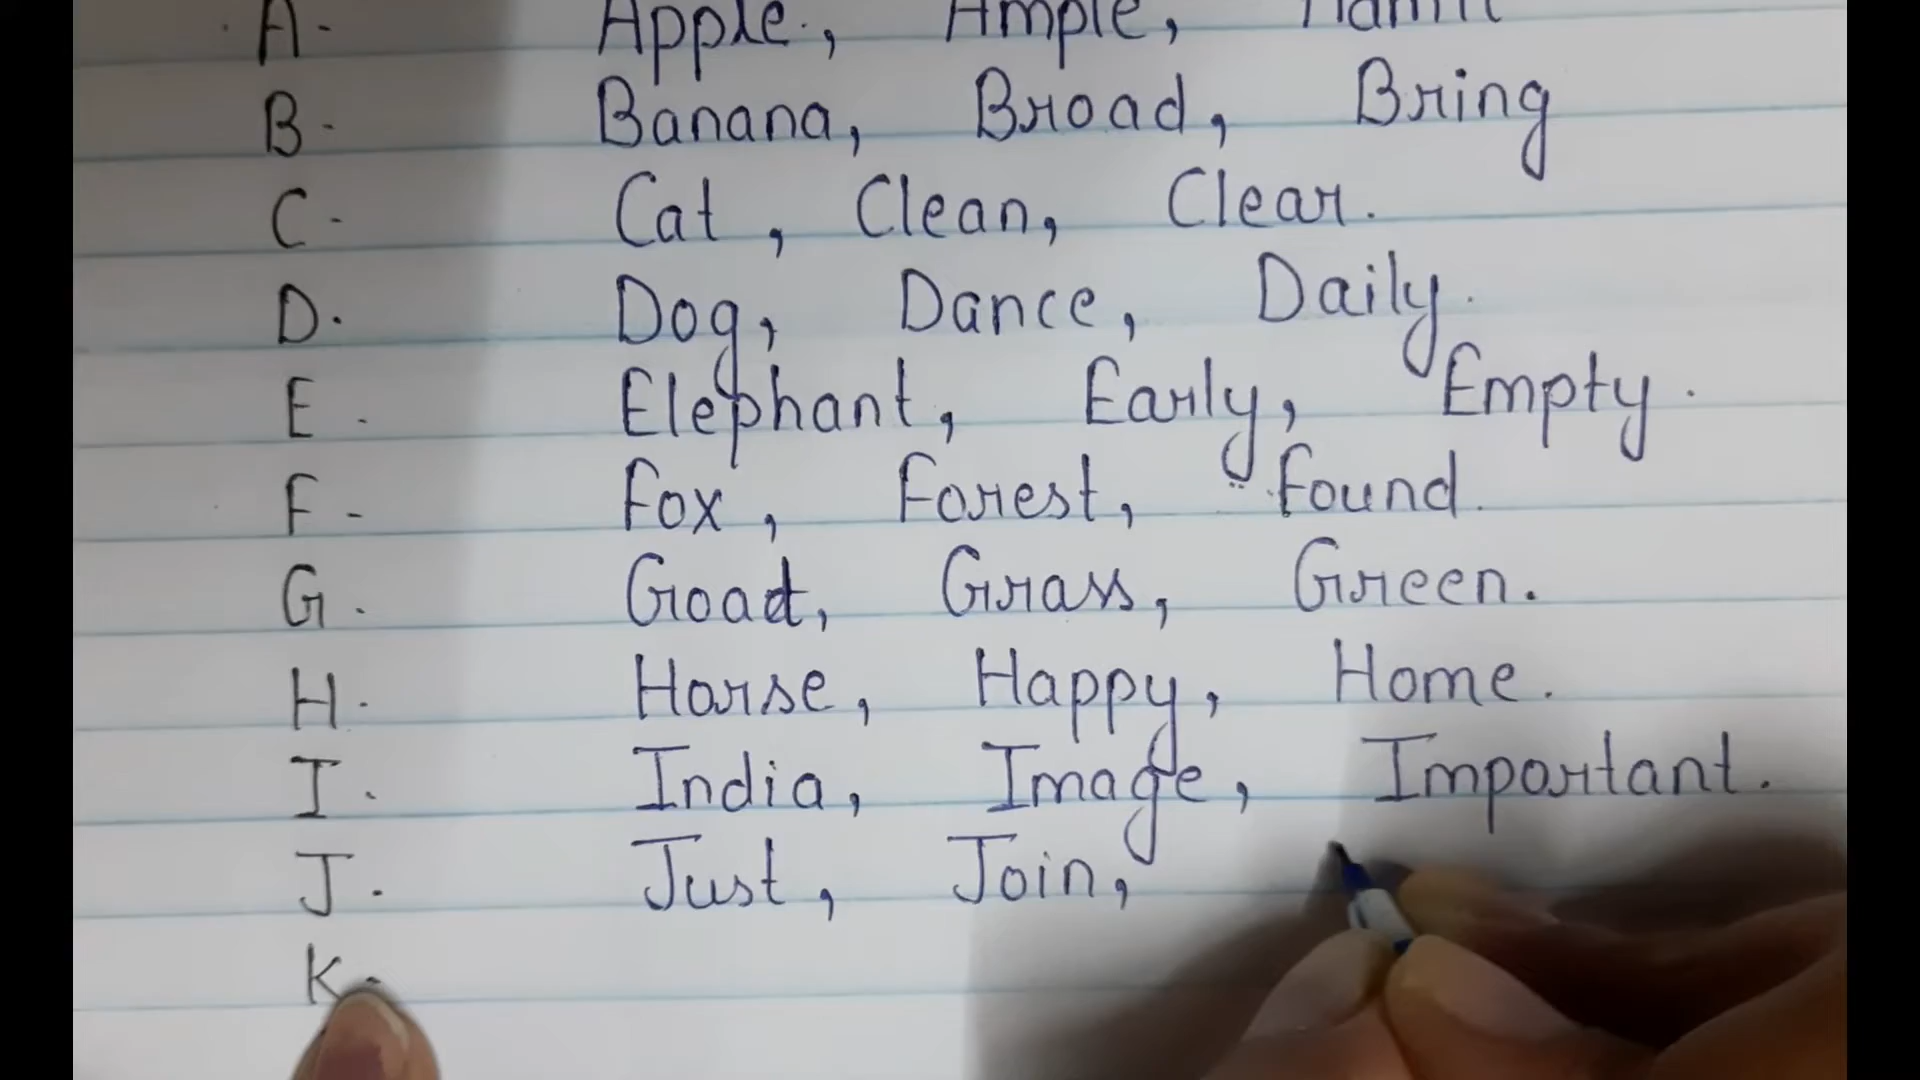 A. Apple., Ample, Admit
B. Banana, Broad, Bring
C. Cat, Clean, Clear.
D. Dog, Dance, Daily.
E. Elephant, Early, Empty.
F. Fox, Forest, Found.
G. Goat, Grass, Green.
H. Horse, Happy, Home.
I. India, Image, Important.
J. Just, Join,
K.